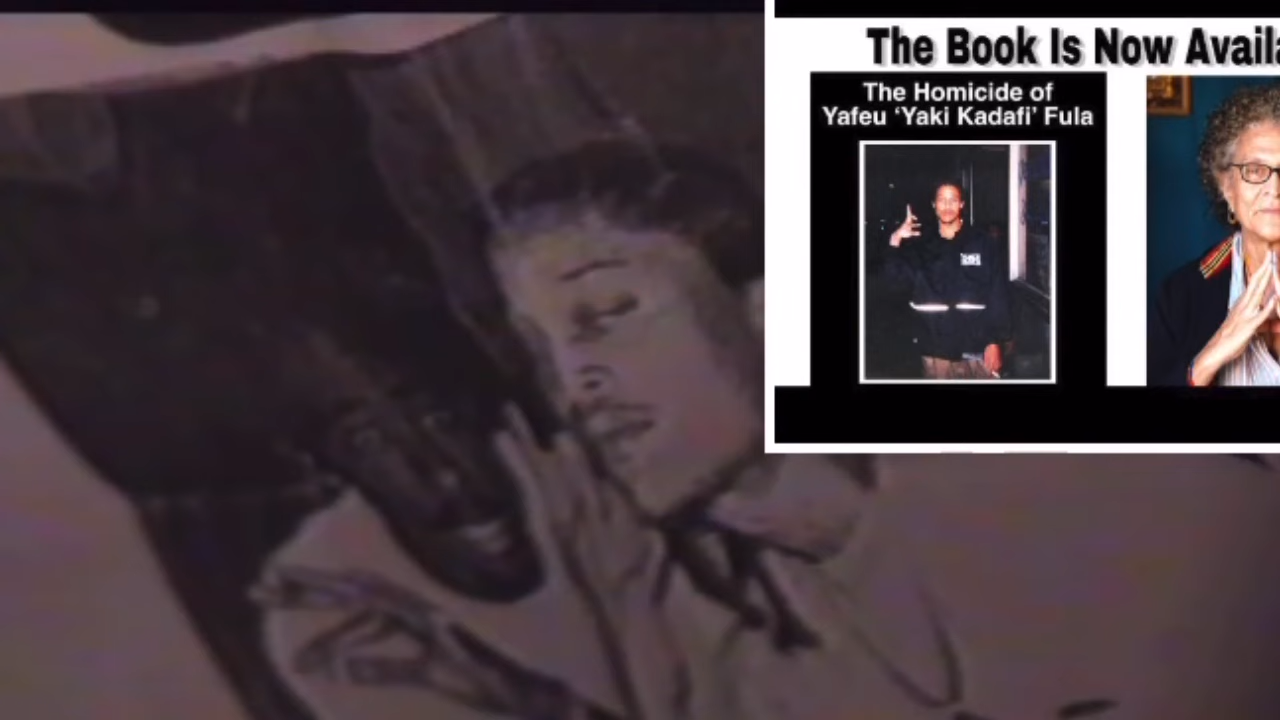 The Book Is Now Availa
The Homicide of
Yafeu ‘Yaki Kadafi’ Fula